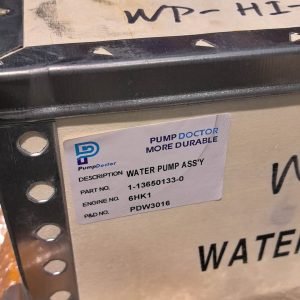 WP-HI-
PUMP DOCTOR
MORE DURABLE
PumpDoctor
DESCRIPTION WATER PUMP ASS'Y
PART NO. 1-13650133-0
ENGINE NO. 6HK1
P&D NO. PDW3016
W
WATER